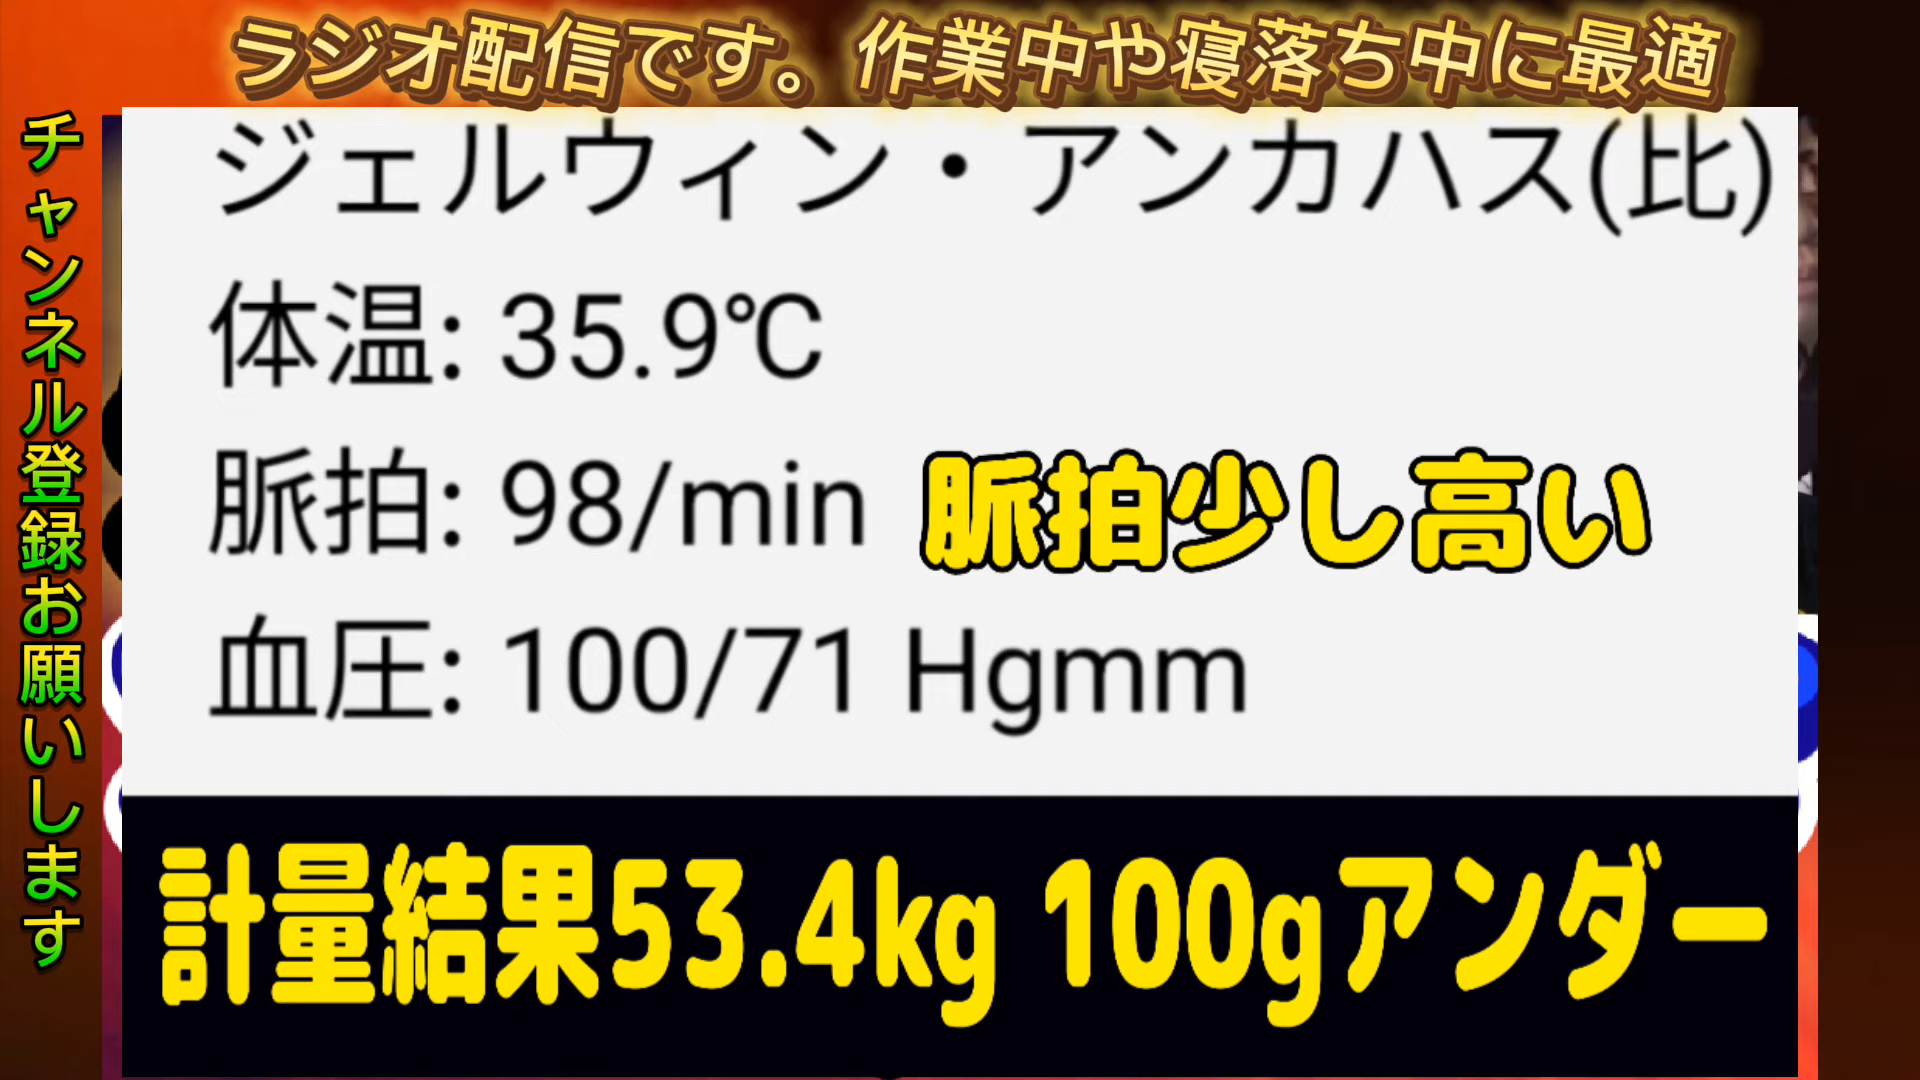 ラジオ配信です。作業中や寝落ち中に最適
チャンネル登録お願いします
ジェルウィン・アンカハス(比)
体温: 35.9℃
脈拍: 98/min 脈拍少し高い
血圧: 100/71 Hgmm
計量結果53.4kg 100gアンダー